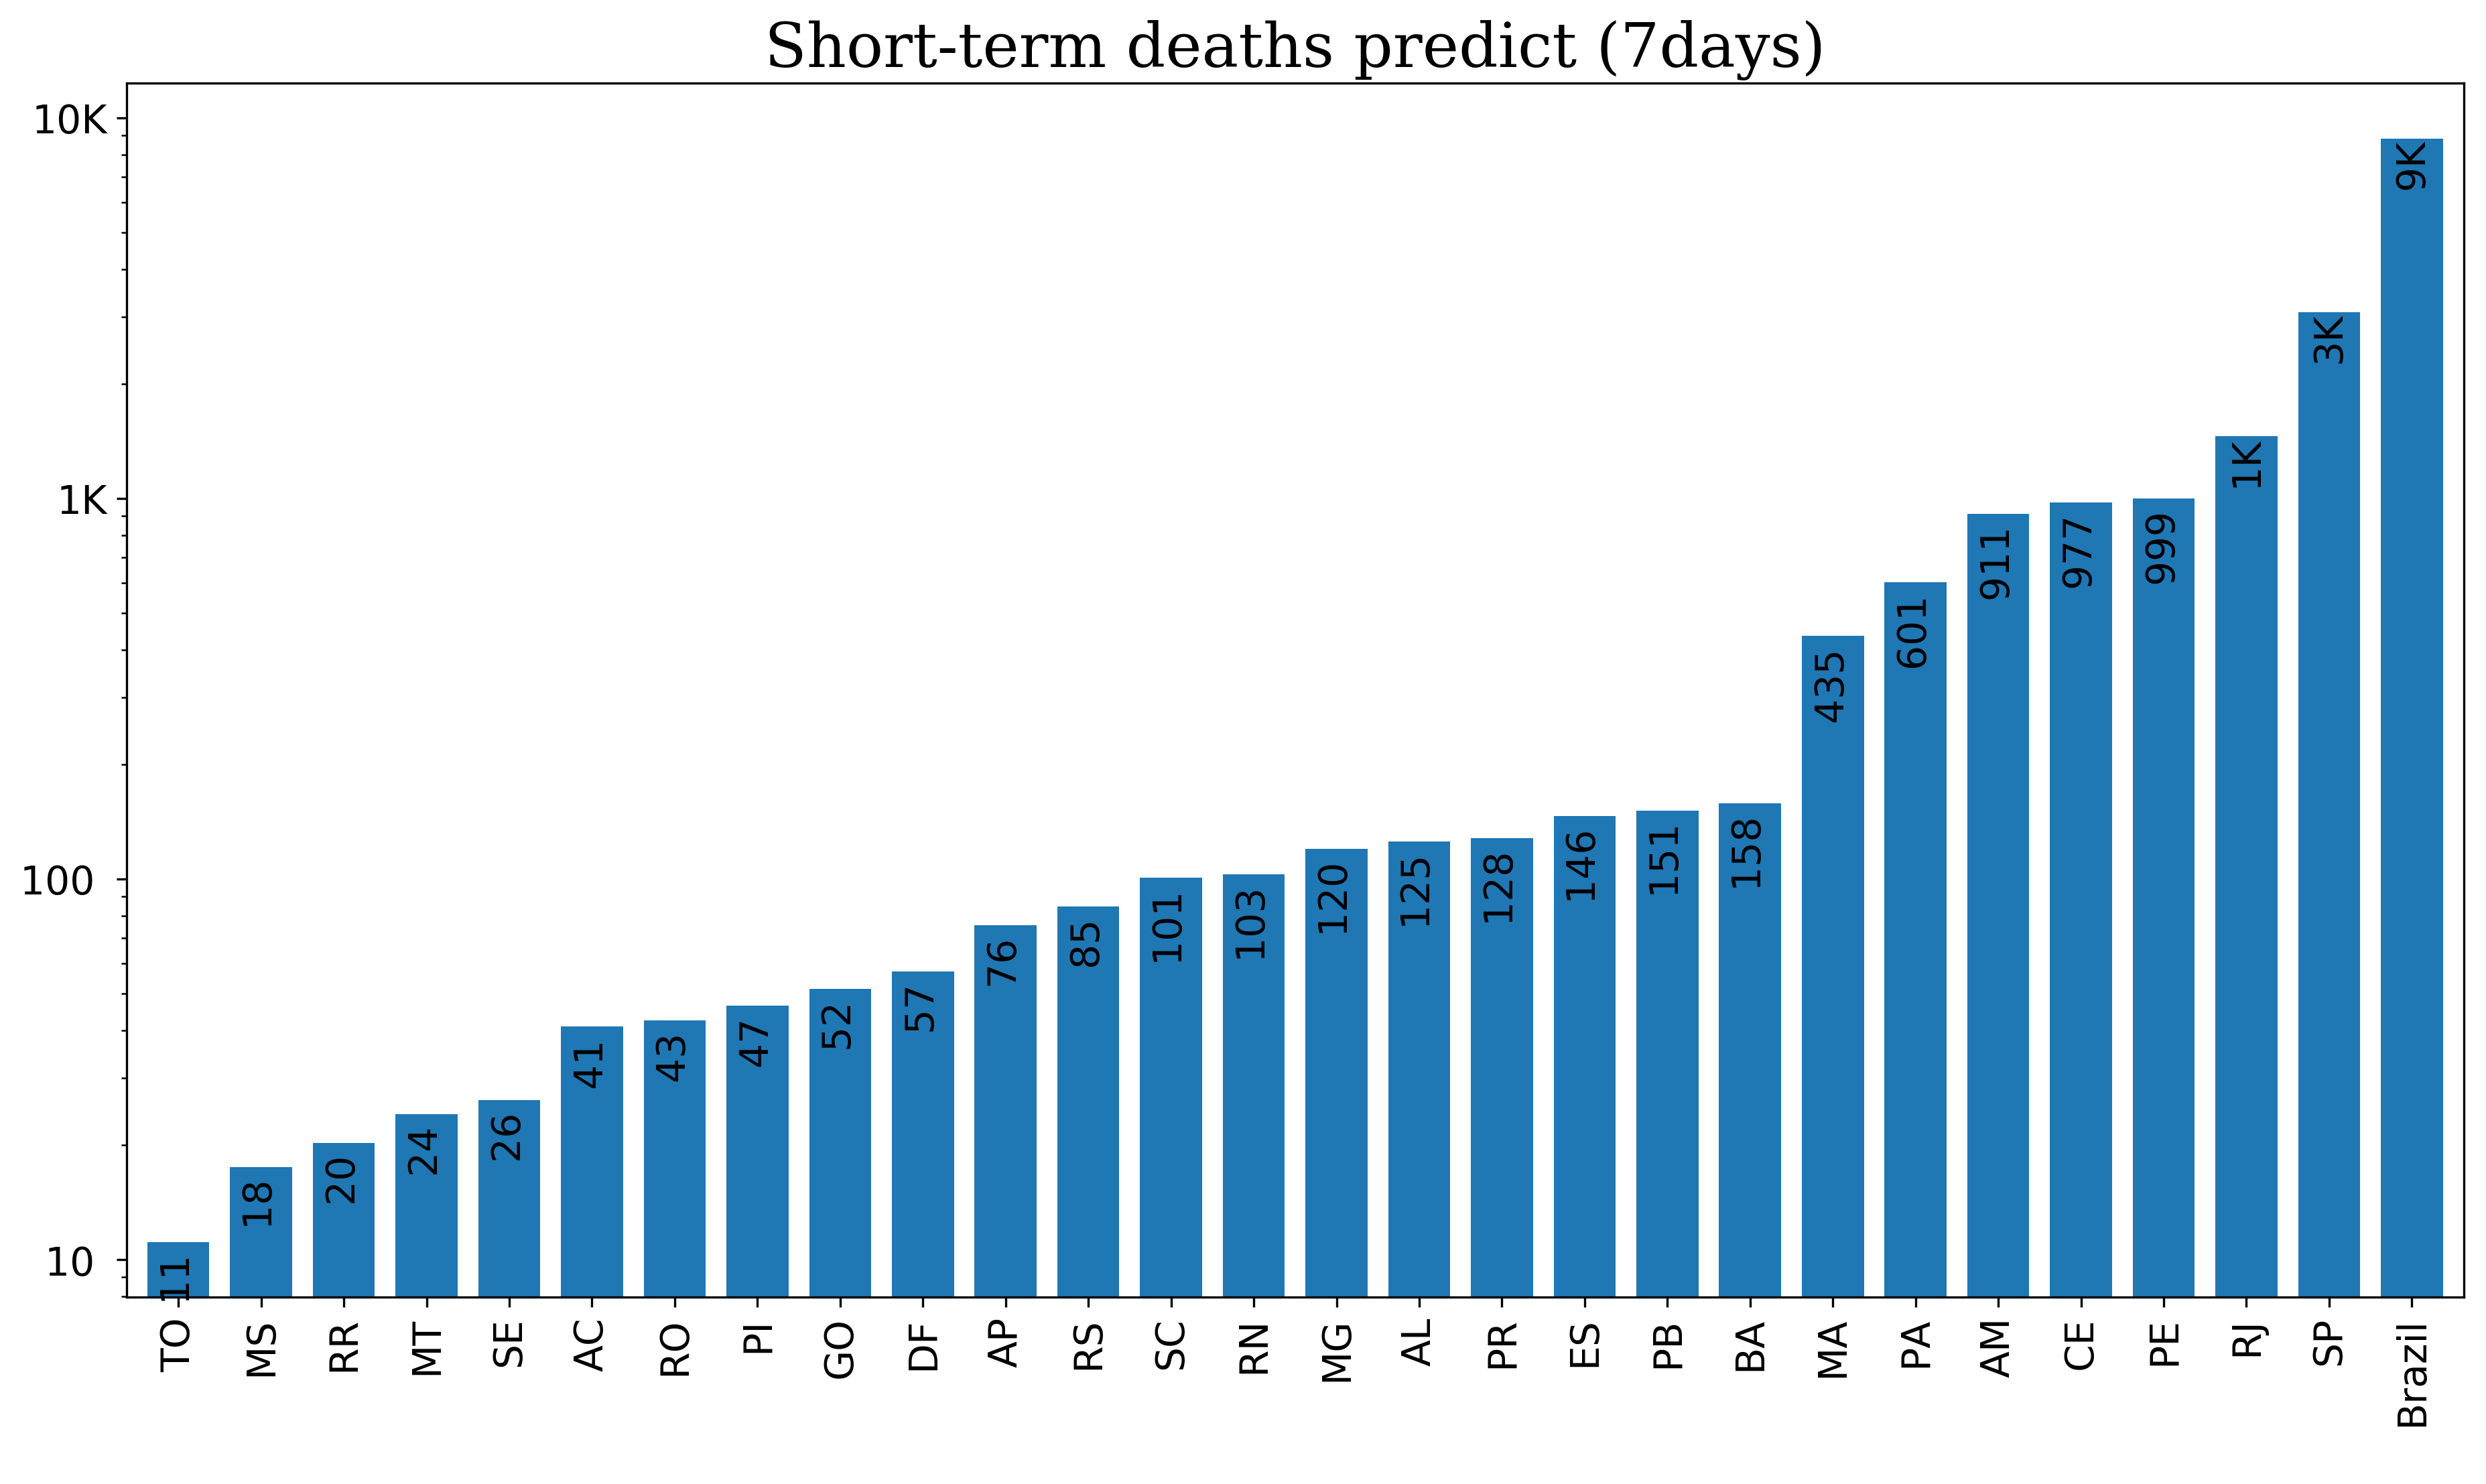 Short-term deaths predict (7days)
10K
1K
100
10
11
18
20
24
26
41
43
47
52
57
76
85
101
103
120
125
128
146
151
158
435
601
911
977
999
1K
3K
9K
TO
MS
RR
MT
SE
AC
RO
PI
GO
DF
AP
RS
SC
RN
MG
AL
PR
ES
PB
BA
MA
PA
AM
CE
PE
RJ
SP
Brazil